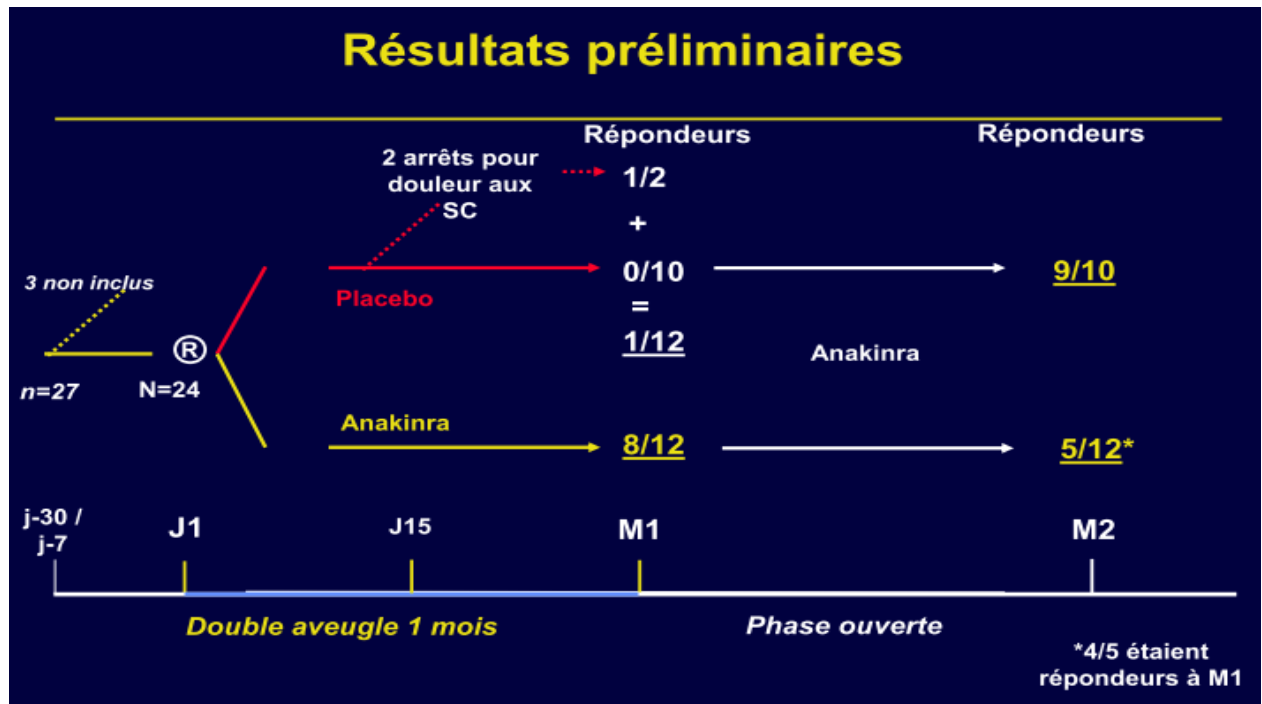 Résultats préliminaires
Répondeurs
Répondeurs
2 arrêts pour
douleur aux
SC
1/2
+
0/10
=
1/12
9/10
3 non inclus
Placebo
®
n=27
N=24
Anakinra
Anakinra
8/12
5/12*
j-30 /
j-7
J1
J15
M1
M2
Double aveugle 1 mois
Phase ouverte
*4/5 étaient
répondeurs à M1